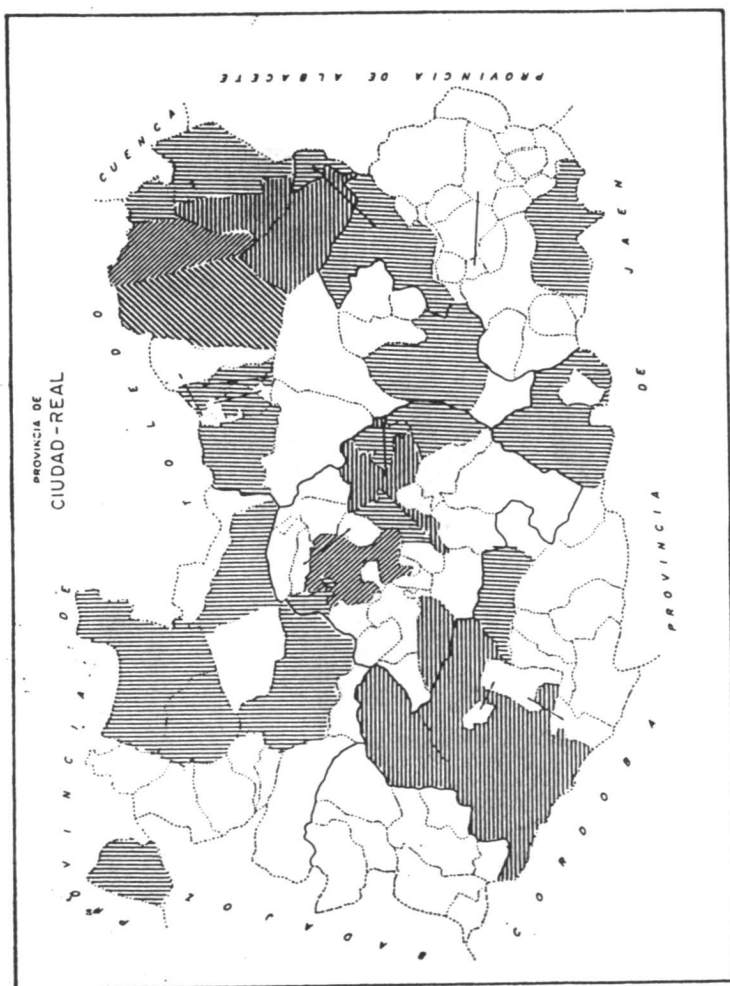 PROVINCIA DE
CIUDAD-REAL
PROVINCIA DE ALBACETE
CUENCA
PROVINCIA DE TOLEDO
JAEN
DE
PROVINCIA
CORDOBA
BADAJOZ